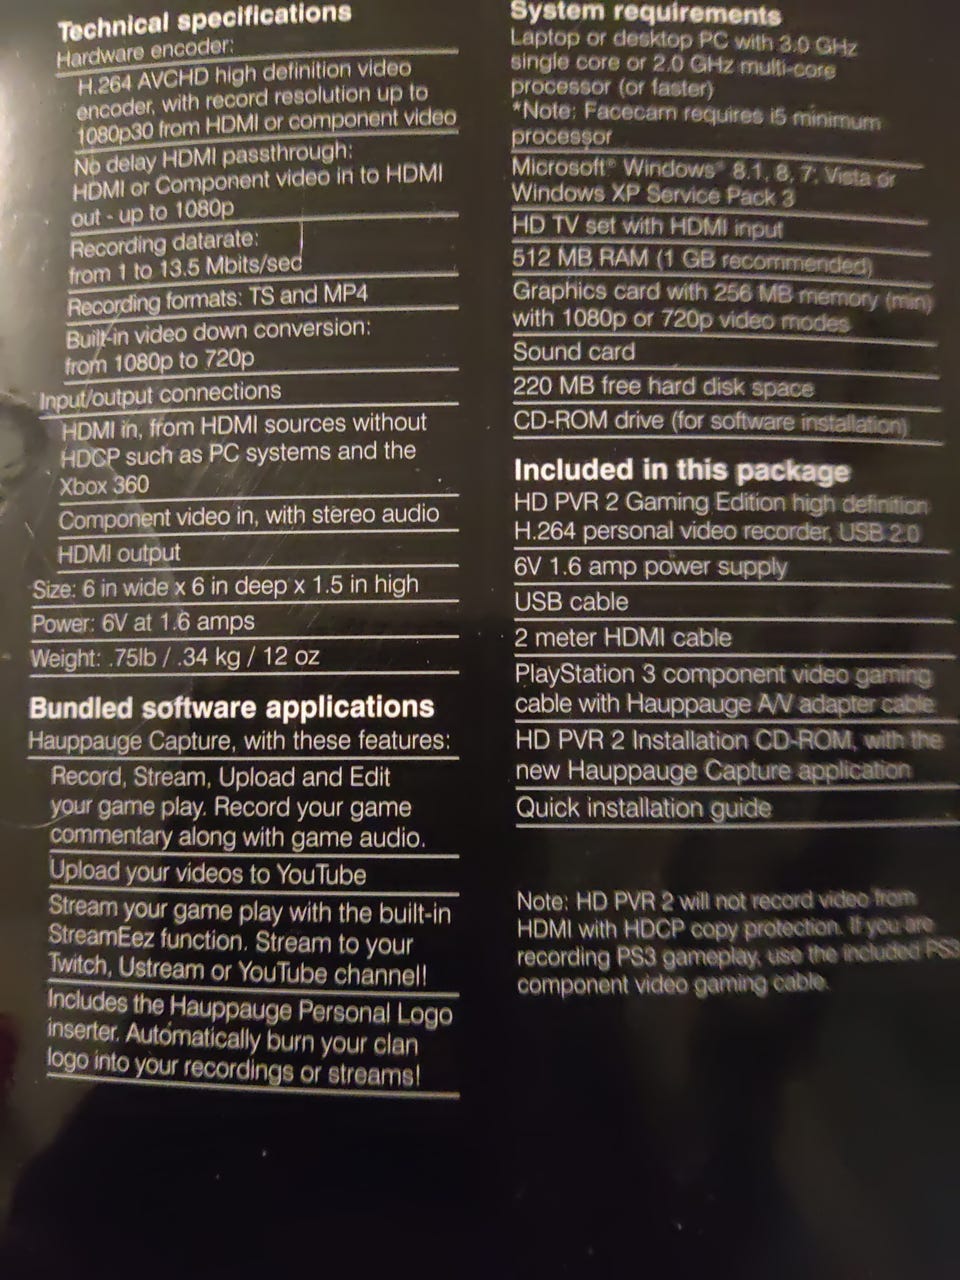 Technical specifications
Hardware encoder:
H.264 AVCHD high definition video
encoder, with record resolution up to
1080p30 from HDMI or component video
No delay HDMI passthrough:
HDMI or Component video in to HDMI
out - up to 1080p
Recording datarate:
from 1 to 13.5 Mbits/sec
Recording formats: TS and MP4
Built-in video down conversion:
from 1080p to 720p
Input/output connections
HDMI in, from HDMI sources without
HDCP such as PC systems and the
Xbox 360
Component video in, with stereo audio
HDMI output
Size: 6 in wide x 6 in deep x 1.5 in high
Power: 6V at 1.6 amps
Weight: .75lb / .34 kg / 12 oz
Bundled software applications
Hauppauge Capture, with these features:
Record, Stream, Upload and Edit
your game play. Record your game
commentary along with game audio.
Upload your videos to YouTube
Stream your game play with the built-in
StreamEez function. Stream to your
Twitch, Ustream or YouTube channel!
Includes the Hauppauge Personal Logo
inserter. Automatically burn your clan
logo into your recordings or streams!
System requirements
Laptop or desktop PC with 3.0 GHz
single core or 2.0 GHz multi-core
processor (or faster)
*Note: Facecam requires i5 minimum
processor
Microsoft® Windows® 8.1, 8, 7, Vista or
Windows XP Service Pack 3
HD TV set with HDMI input
512 MB RAM (1 GB recommended)
Graphics card with 256 MB memory (min)
with 1080p or 720p video modes
Sound card
220 MB free hard disk space
CD-ROM drive (for software installation)
Included in this package
HD PVR 2 Gaming Edition high definition
H.264 personal video recorder, USB 2.0
6V 1.6 amp power supply
USB cable
2 meter HDMI cable
PlayStation 3 component video gaming
cable with Hauppauge A/V adapter cable
HD PVR 2 Installation CD-ROM, with the
new Hauppauge Capture application
Quick installation guide
Note: HD PVR 2 will not record video from
HDMI with HDCP copy protection. If you are
recording PS3 gameplay, use the included PS3
component video gaming cable.